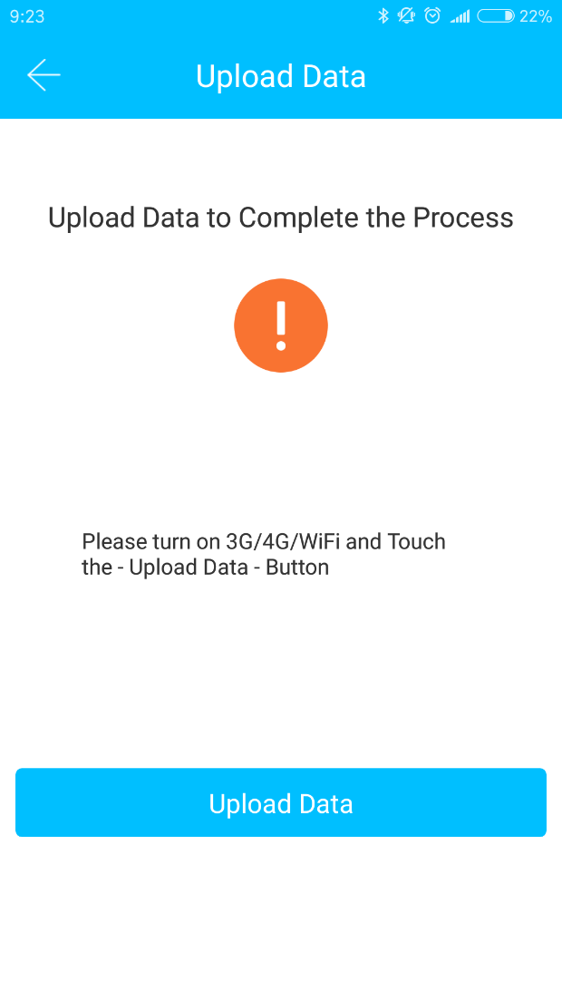 9:23
22%
Upload Data
Upload Data to Complete the Process
Please turn on 3G/4G/WiFi and Touch
the - Upload Data - Button
Upload Data